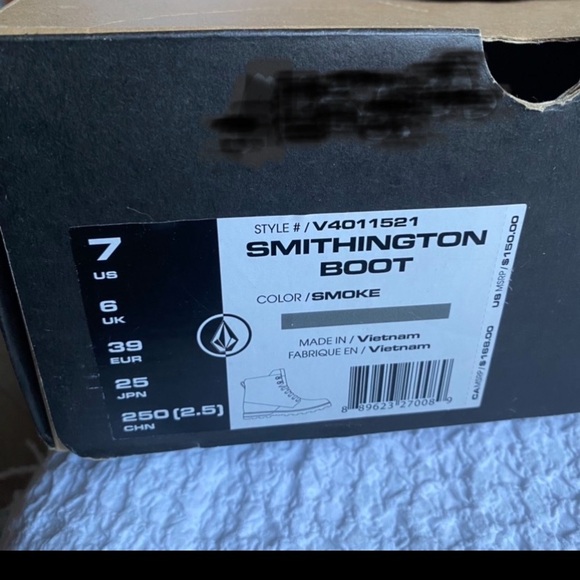 7
US
6
UK
39
EUR
25
JPN
250 (2.5)
CHN
STYLE # / V4011521
SMITHINGTON
BOOT
COLOR / SMOKE
MADE IN / Vietnam
FABRIQUE EN / Vietnam
8 89623 27008 9
CA MSRP / $168.00 US MSRP / $150.00